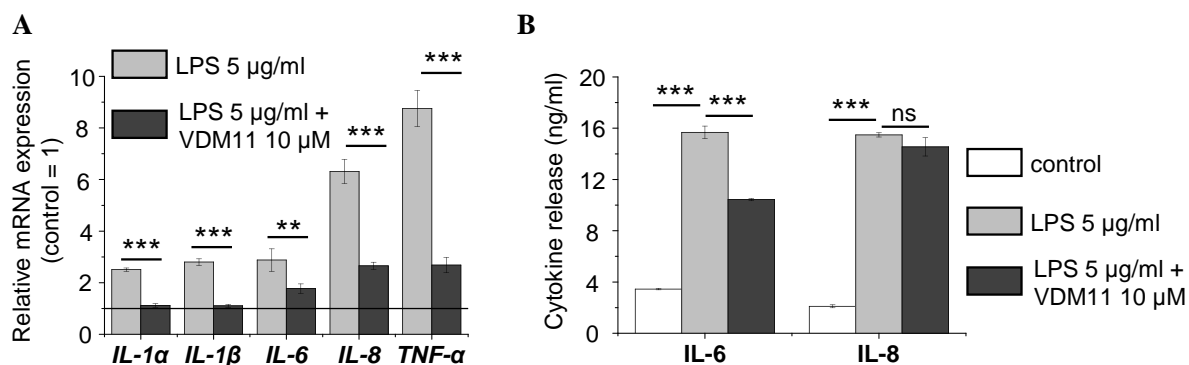 A
Relative mRNA expression
(control = 1)
10
8
6
4
2
0
LPS 5 µg/ml
LPS 5 µg/ml +
VDM11 10 µM
***
***
**
***
***
IL-1α IL-1β IL-6 IL-8 TNF-α
B
Cytokine release (ng/ml)
20
16
12
8
4
0
*** ***
*** ns
IL-6 IL-8
control
LPS 5 µg/ml
LPS 5 µg/ml +
VDM11 10 µM